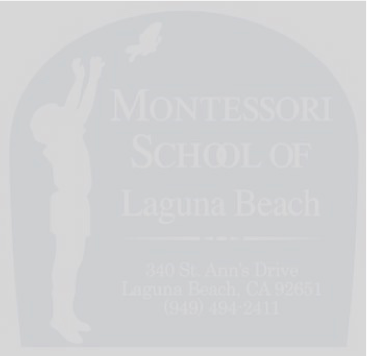 MONTESSORI
SCHOOL OF
Laguna Beach
340 St. Ann's Drive
Laguna Beach, CA 92651
(949) 494-2411